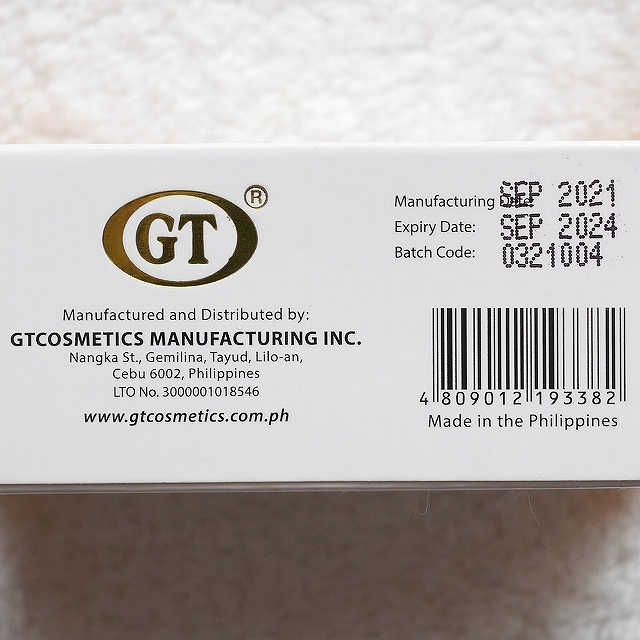 GT®
Manufactured and Distributed by:
GTCOSMETICS MANUFACTURING INC.
Nangka St., Gemilina, Tayud, Lilo-an,
Cebu 6002, Philippines
LTO No. 3000001018546
www.gtcosmetics.com.ph
Manufacturing Date: SEP 2021
Expiry Date: SEP 2024
Batch Code: 0321004
4 809012 193382
Made in the Philippines